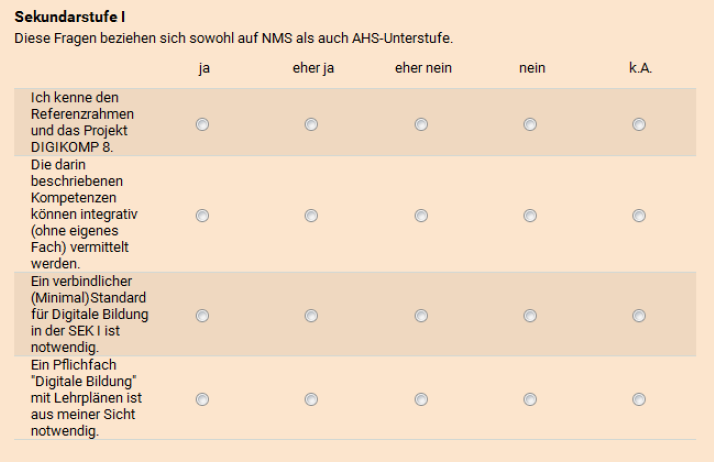 Sekundarstufe I
Diese Fragen beziehen sich sowohl auf NMS als auch AHS-Unterstufe.
ja eher ja eher nein nein k.A.
Ich kenne den
Referenzrahmen
und das Projekt
DIGIKOMP 8.
Die darin
beschriebenen
Kompetenzen
können integrativ
(ohne eigenes
Fach) vermittelt
werden.
Ein verbindlicher
(Minimal)Standard
für Digitale Bildung
in der SEK I ist
notwendig.
Ein Pflichfach
"Digitale Bildung"
mit Lehrplänen ist
aus meiner Sicht
notwendig.